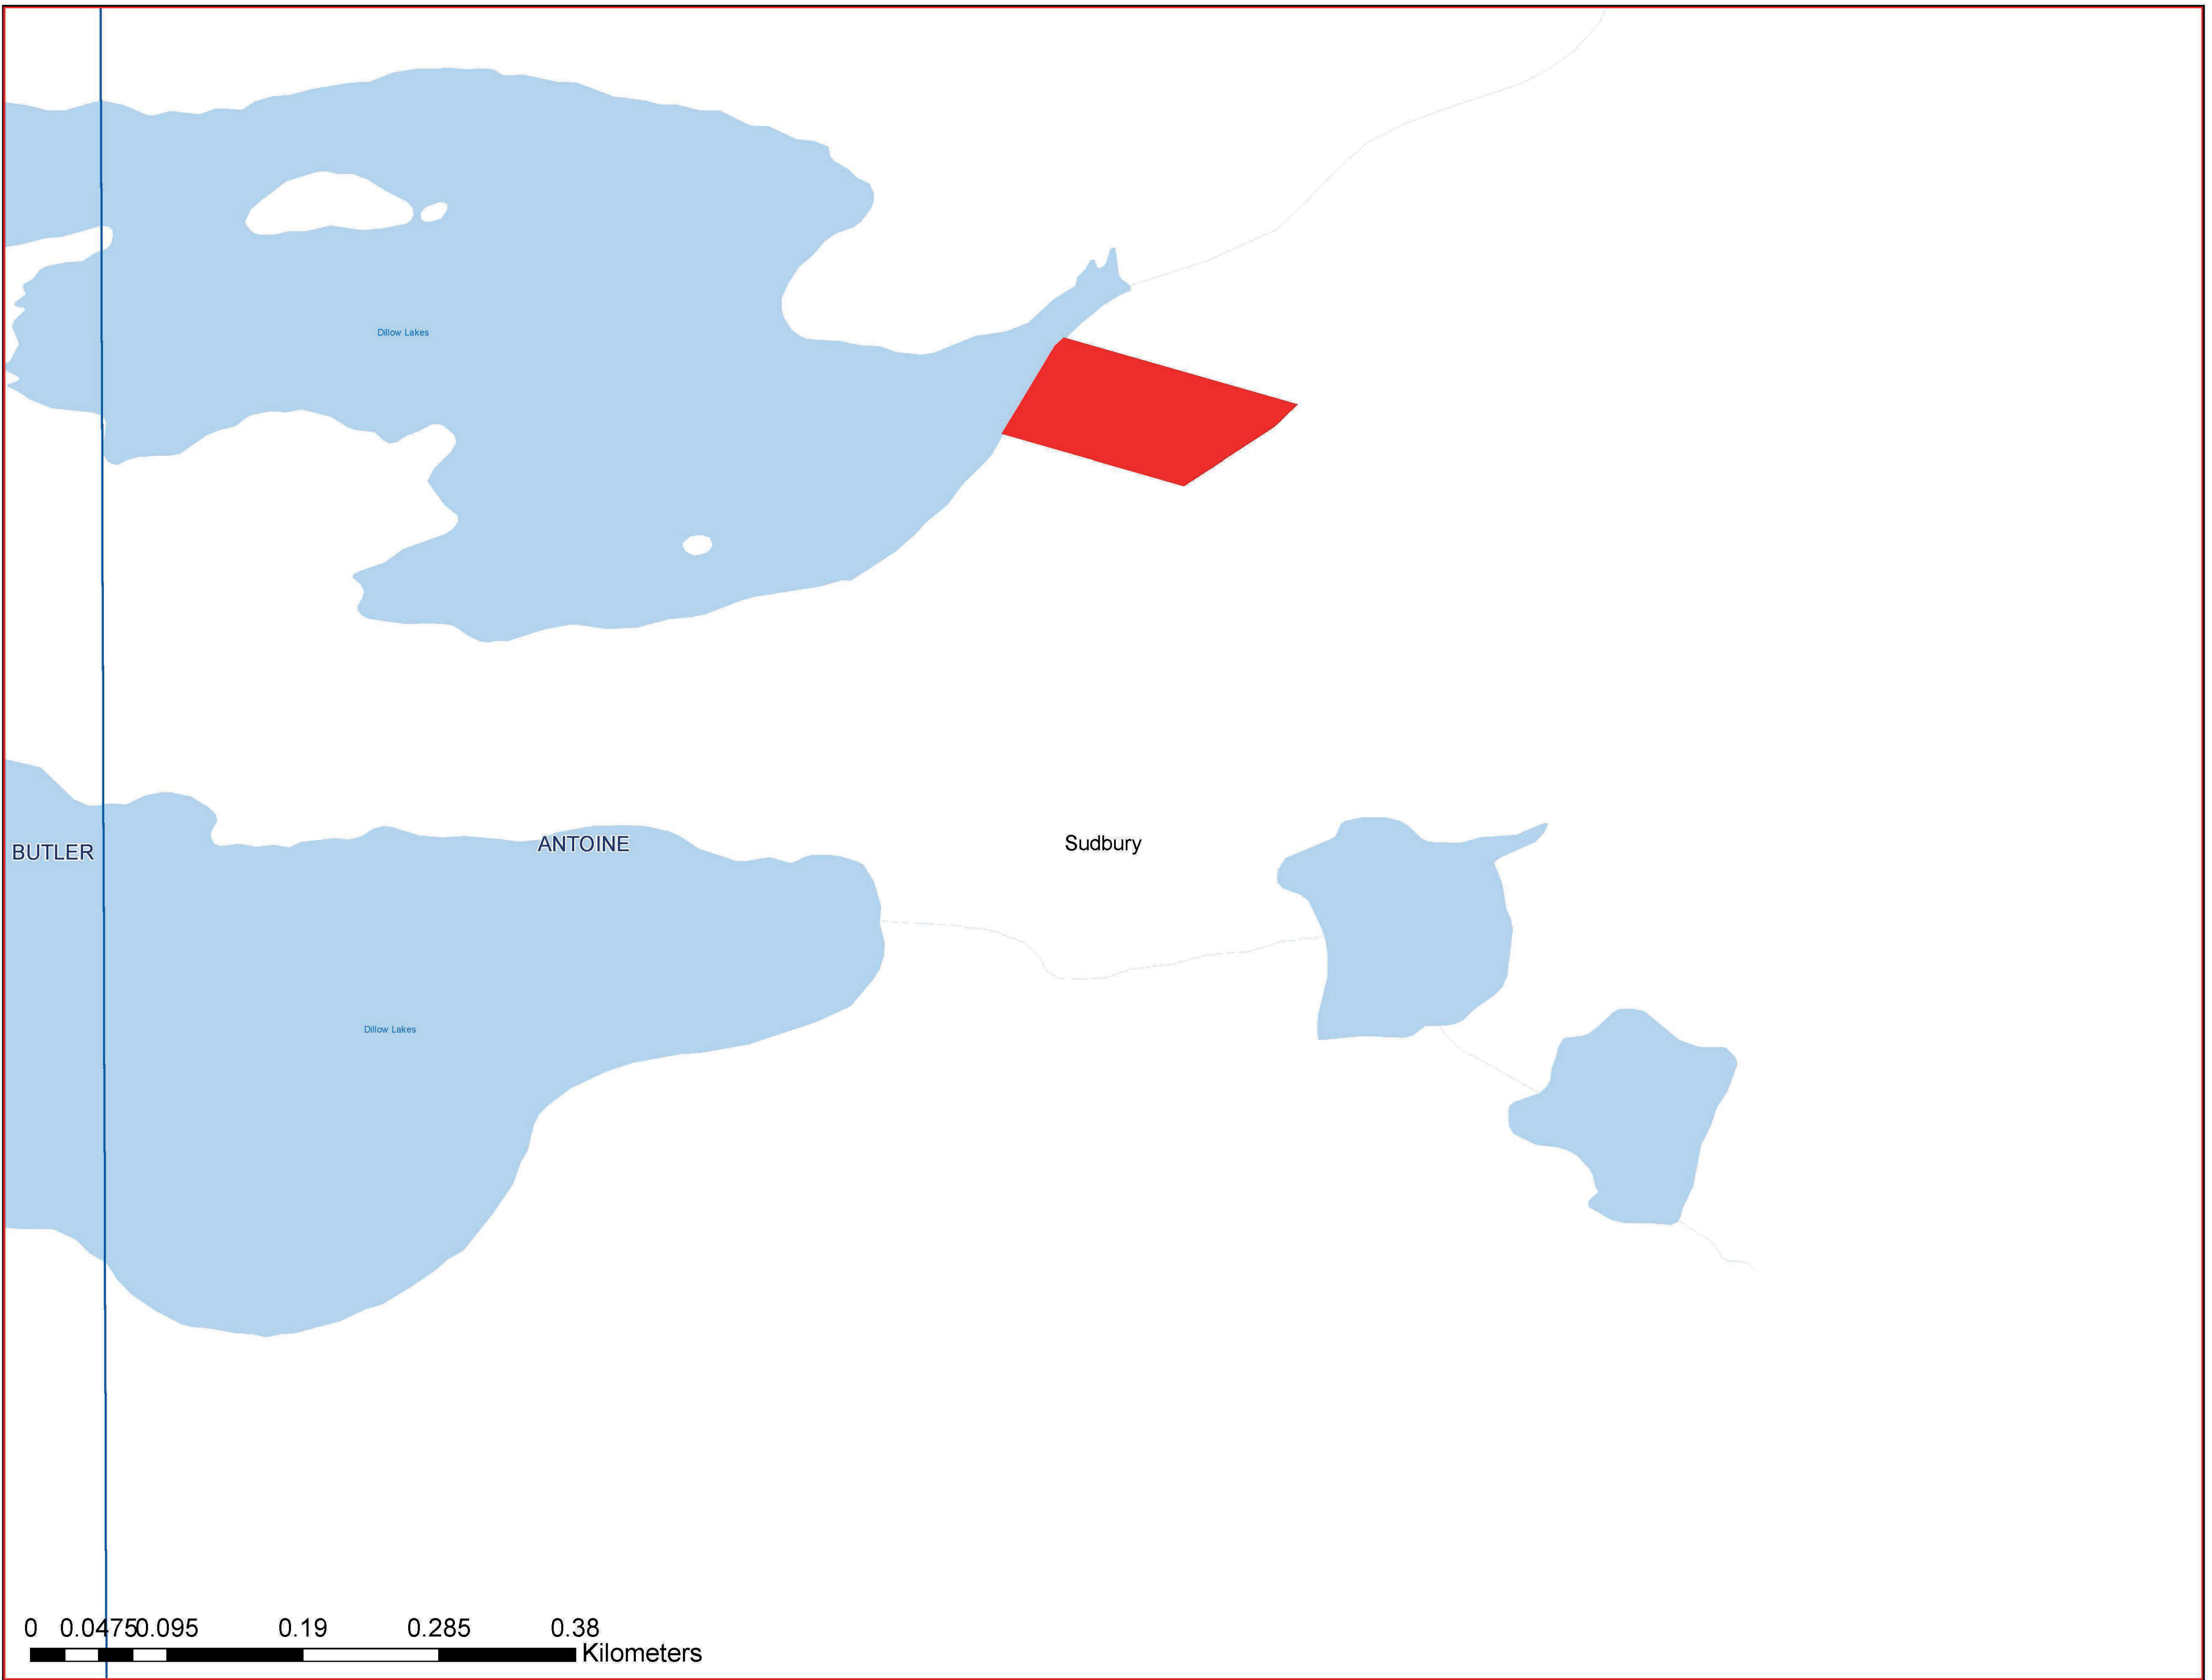 Dillow Lakes
BUTLER
ANTOINE
Sudbury
Dillow Lakes
0 0.0475 0.095 0.19 0.285 0.38
Kilometers